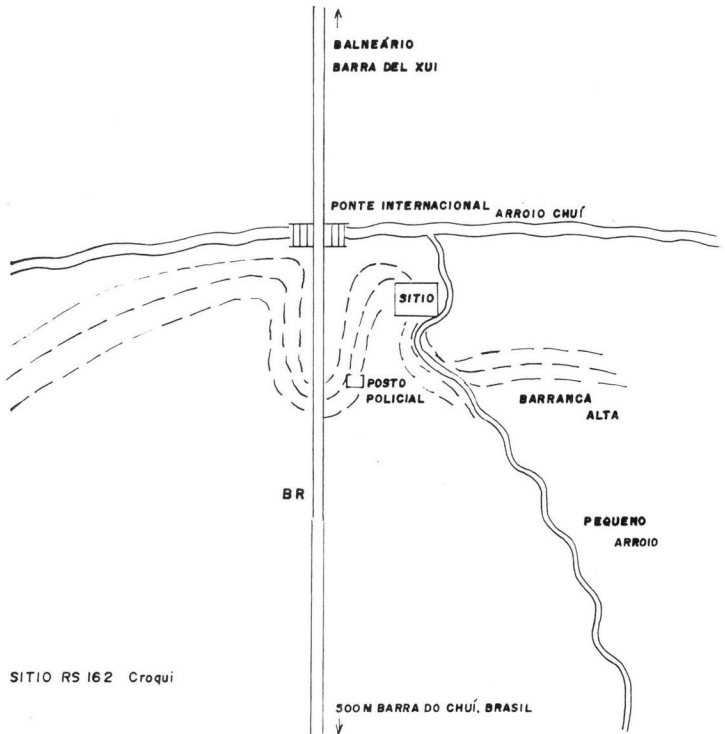 BALNEÁRIO
BARRA DEL XUI
PONTE INTERNACIONAL
ARROIO CHUÍ
SITIO
POSTO
POLICIAL
BARRANCA
ALTA
BR
PEQUENO
ARROIO
SITIO RS 162 Croqui
500 M BARRA DO CHUÍ, BRASIL